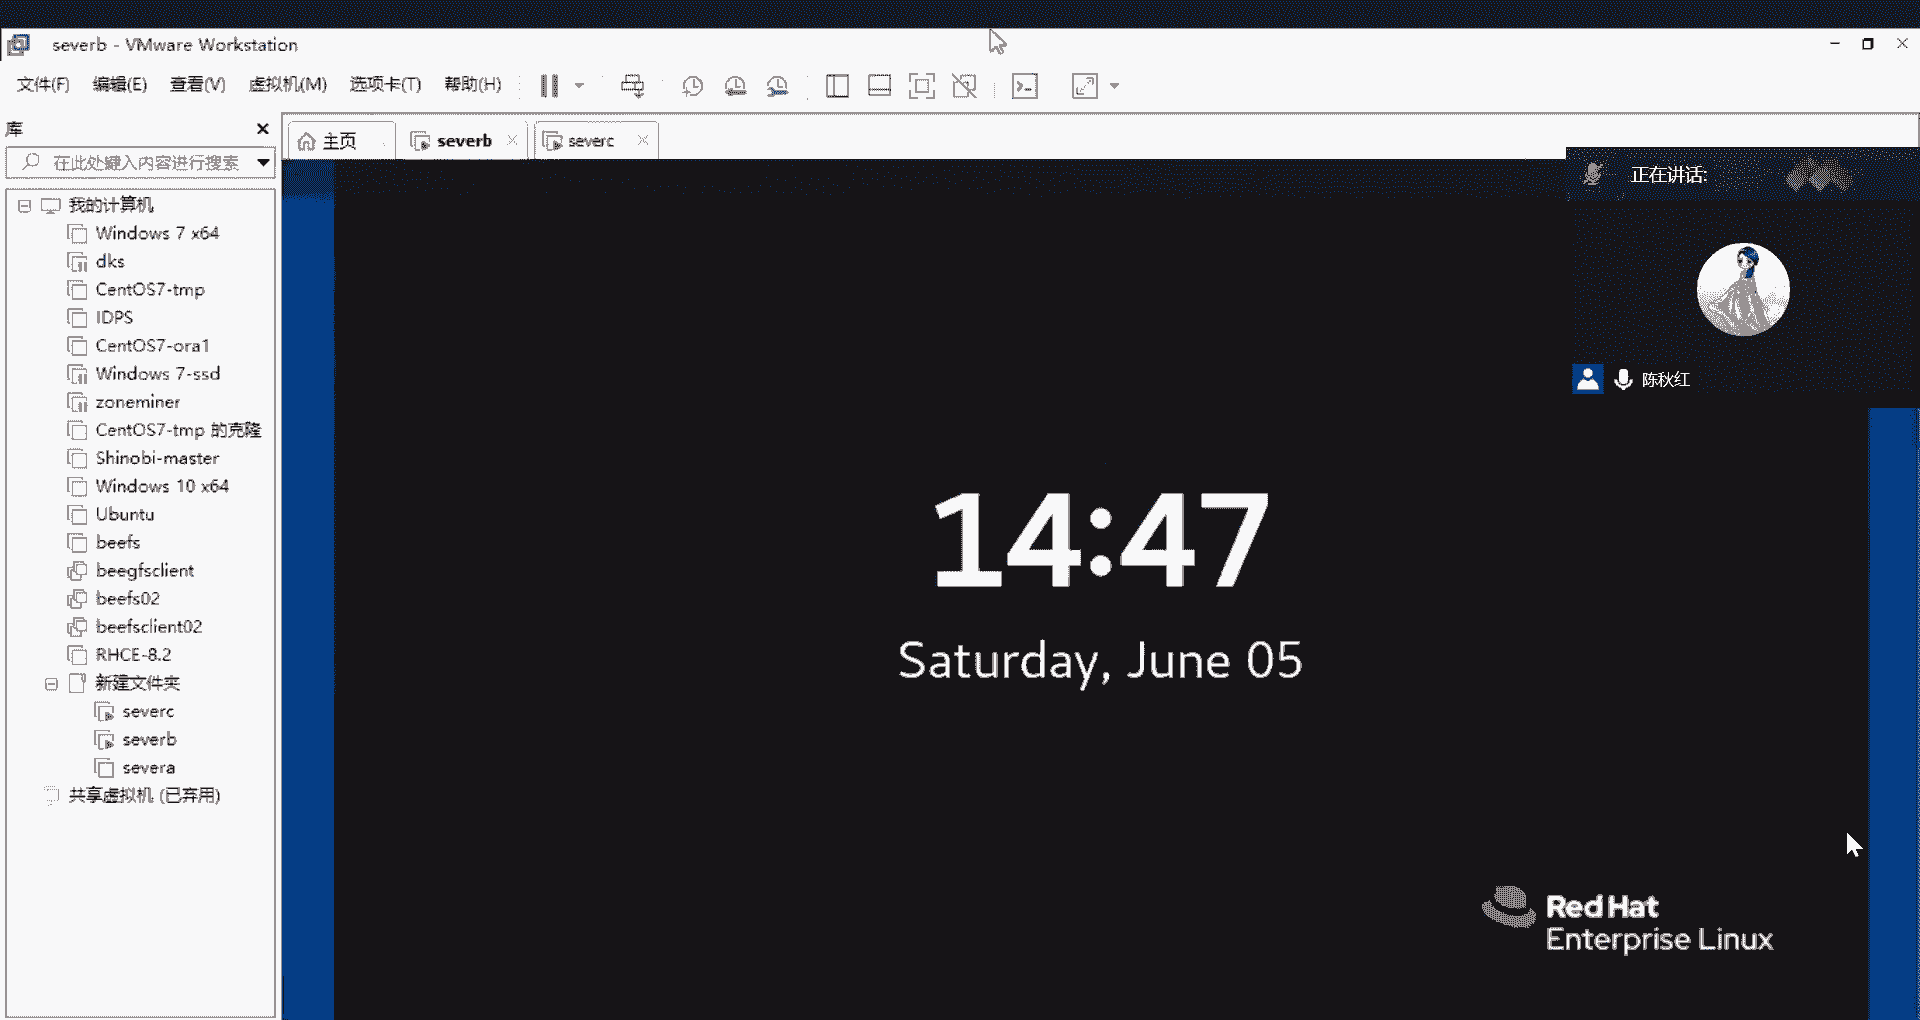 severb - VMware Workstation
文件(F) 编辑(E) 查看(V) 虚拟机(M) 选项卡(T) 帮助(H)
库
主页 severb severc
在此处键入内容进行搜索
正在讲话:
我的计算机
Windows 7 x64
dks
CentOS7-tmp
IDPS
CentOS7-ora1
Windows 7-ssd
陈秋红
zoneminer
CentOS7-tmp 的克隆
Shinobi-master
Windows 10 x64
Ubuntu
beefs
beegfsclient
beefs02
beefsclient02
RHCE-8.2
新建文件夹
severc
severb
severa
共享虚拟机 (已弃用)
14:47
Saturday, June 05
Red Hat
Enterprise Linux